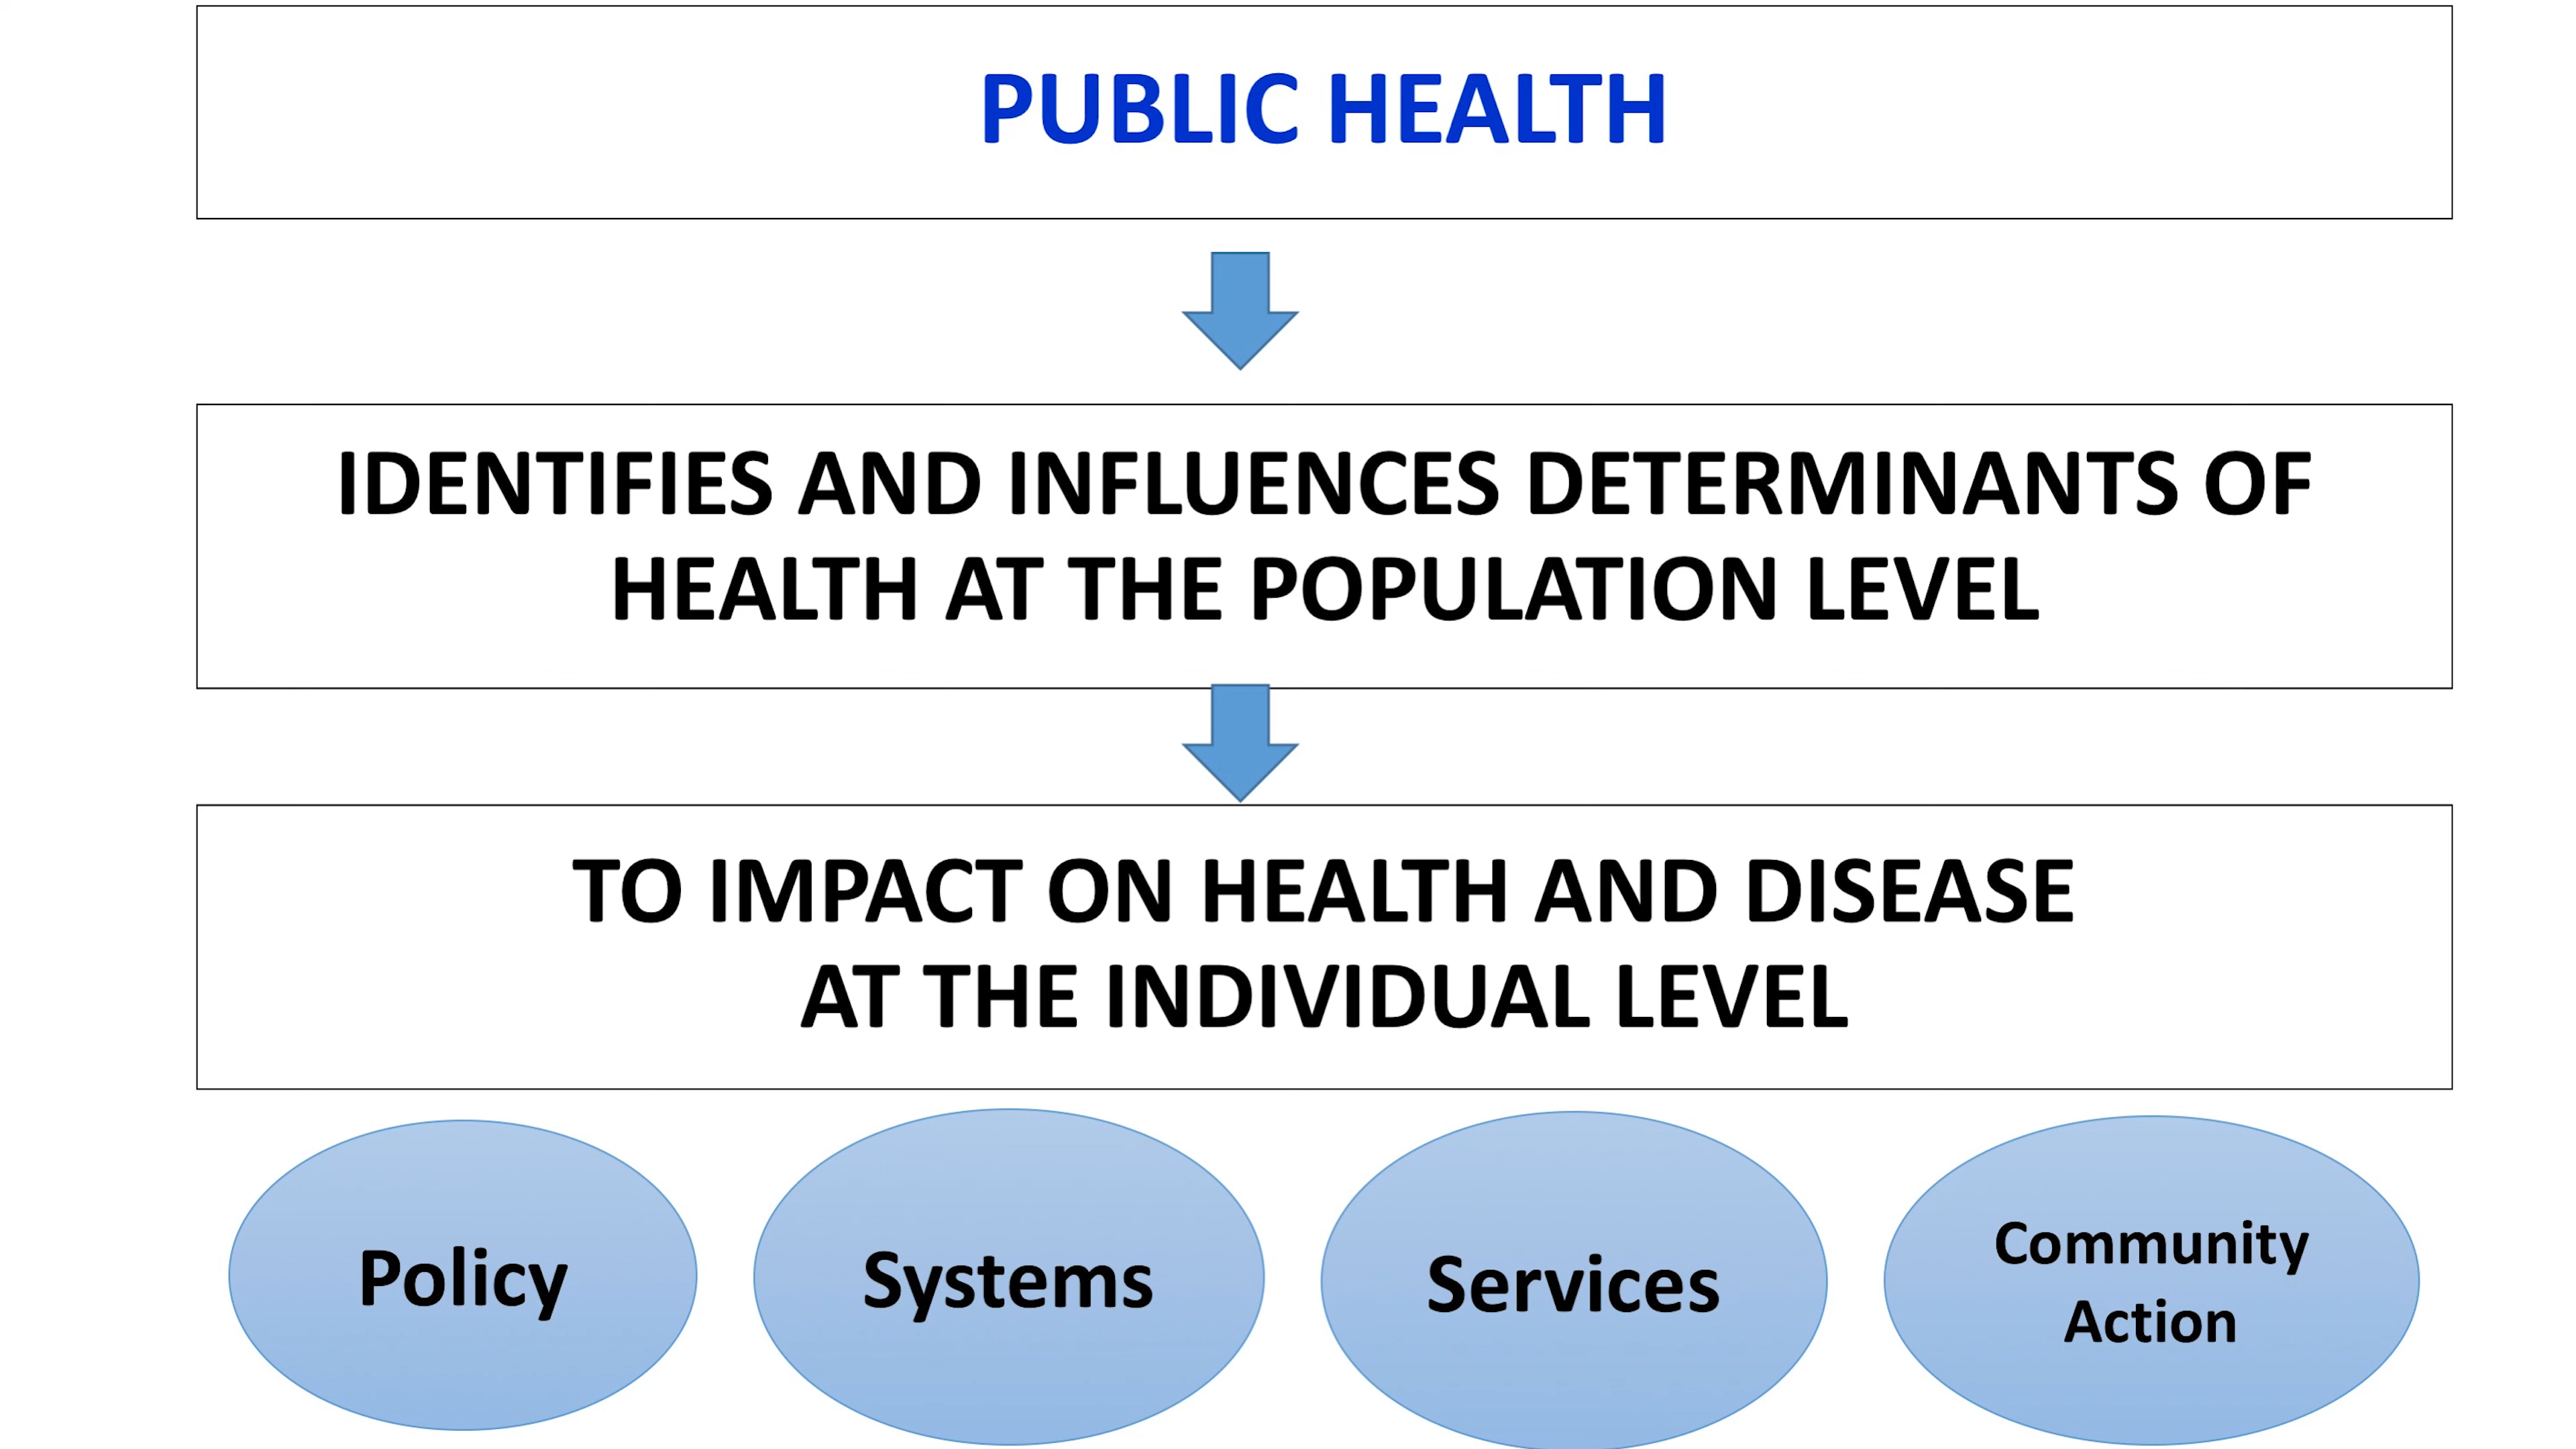 PUBLIC HEALTH
IDENTIFIES AND INFLUENCES DETERMINANTS OF
HEALTH AT THE POPULATION LEVEL
TO IMPACT ON HEALTH AND DISEASE
AT THE INDIVIDUAL LEVEL
Policy
Systems
Services
Community
Action